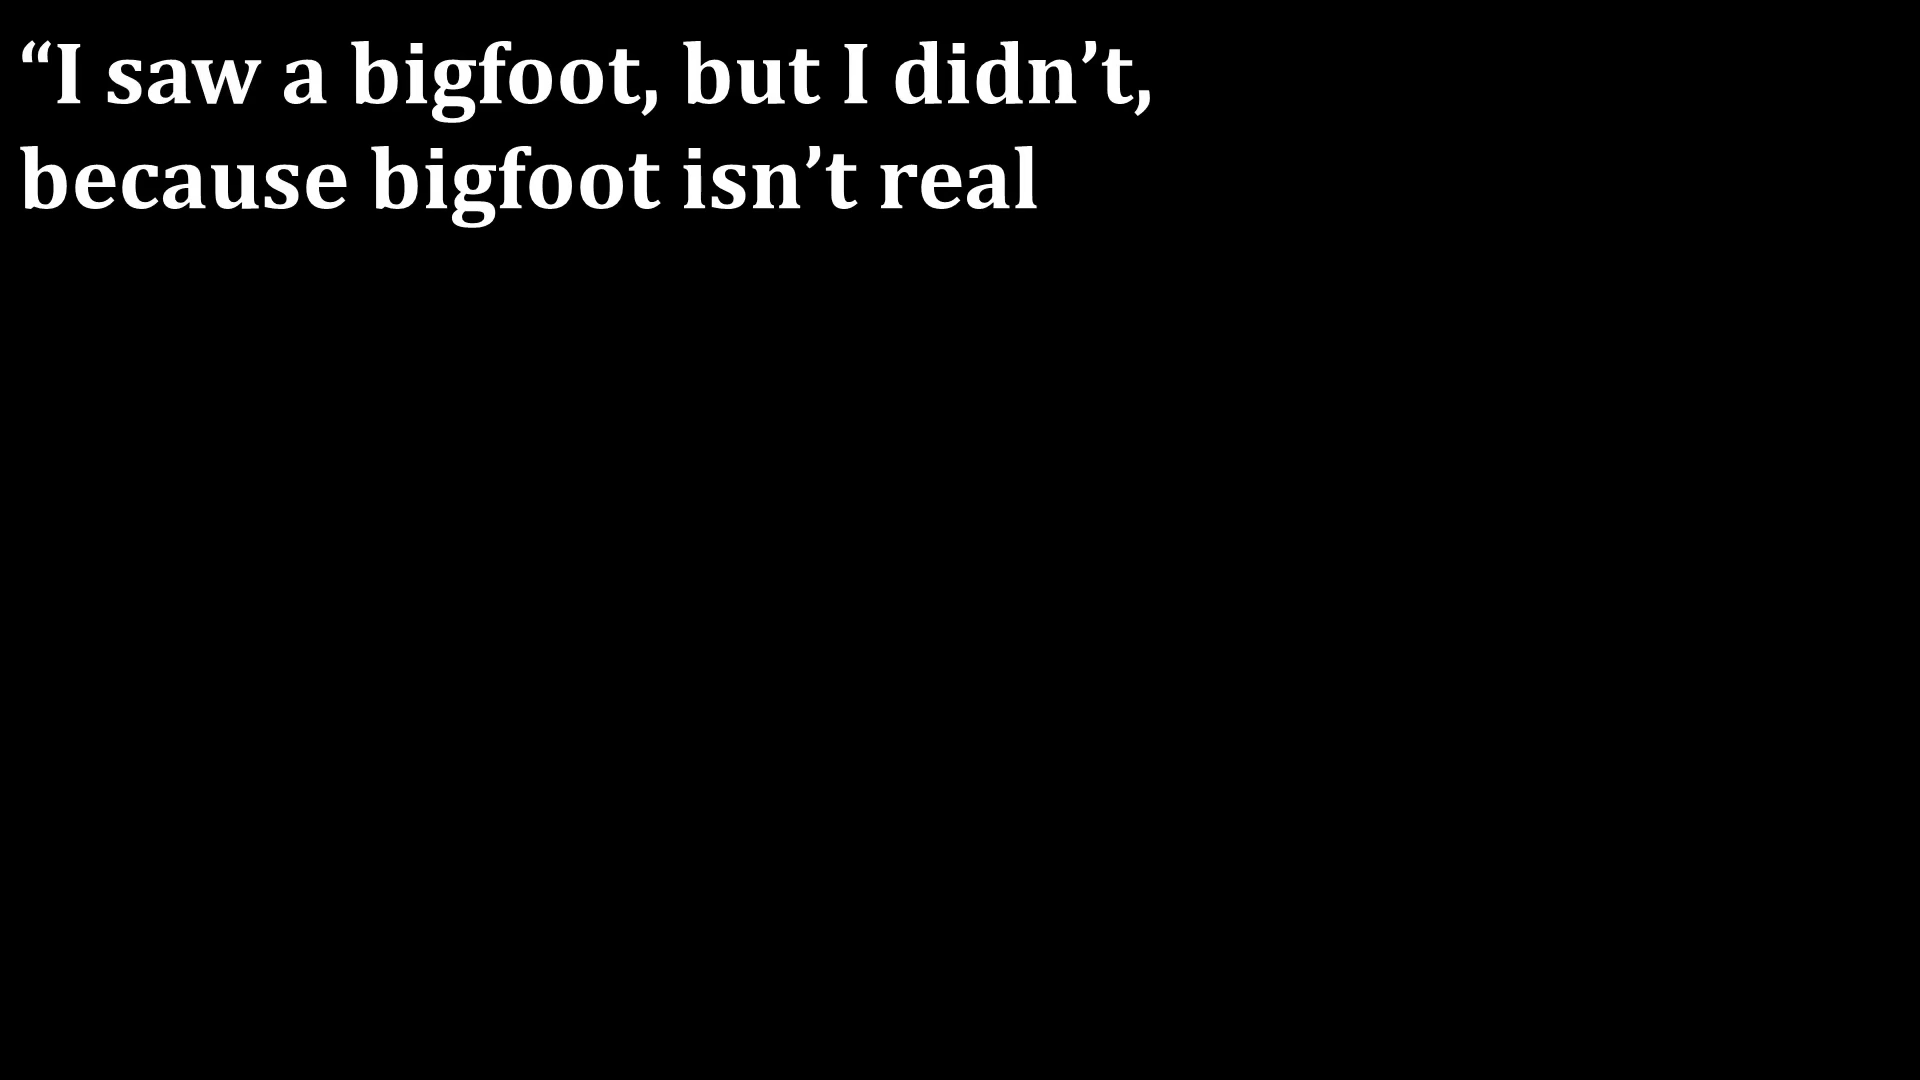 “I saw a bigfoot, but I didn’t,
because bigfoot isn’t real